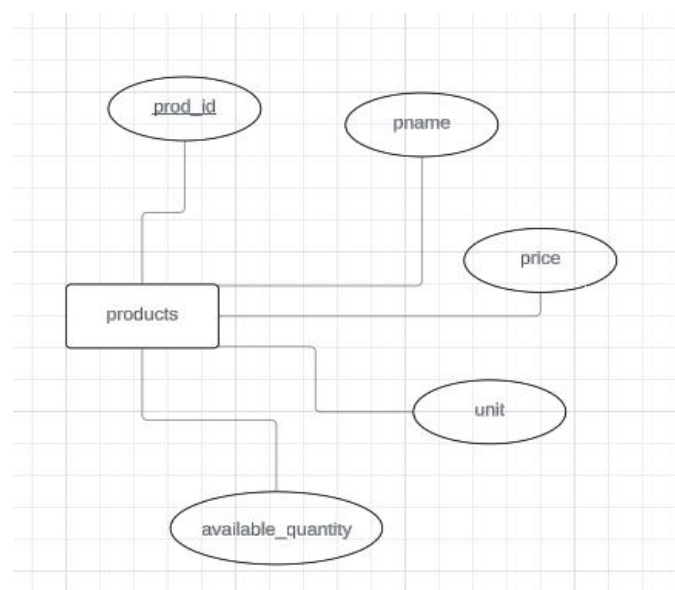 prod_id
pname
price
products
unit
available_quantity